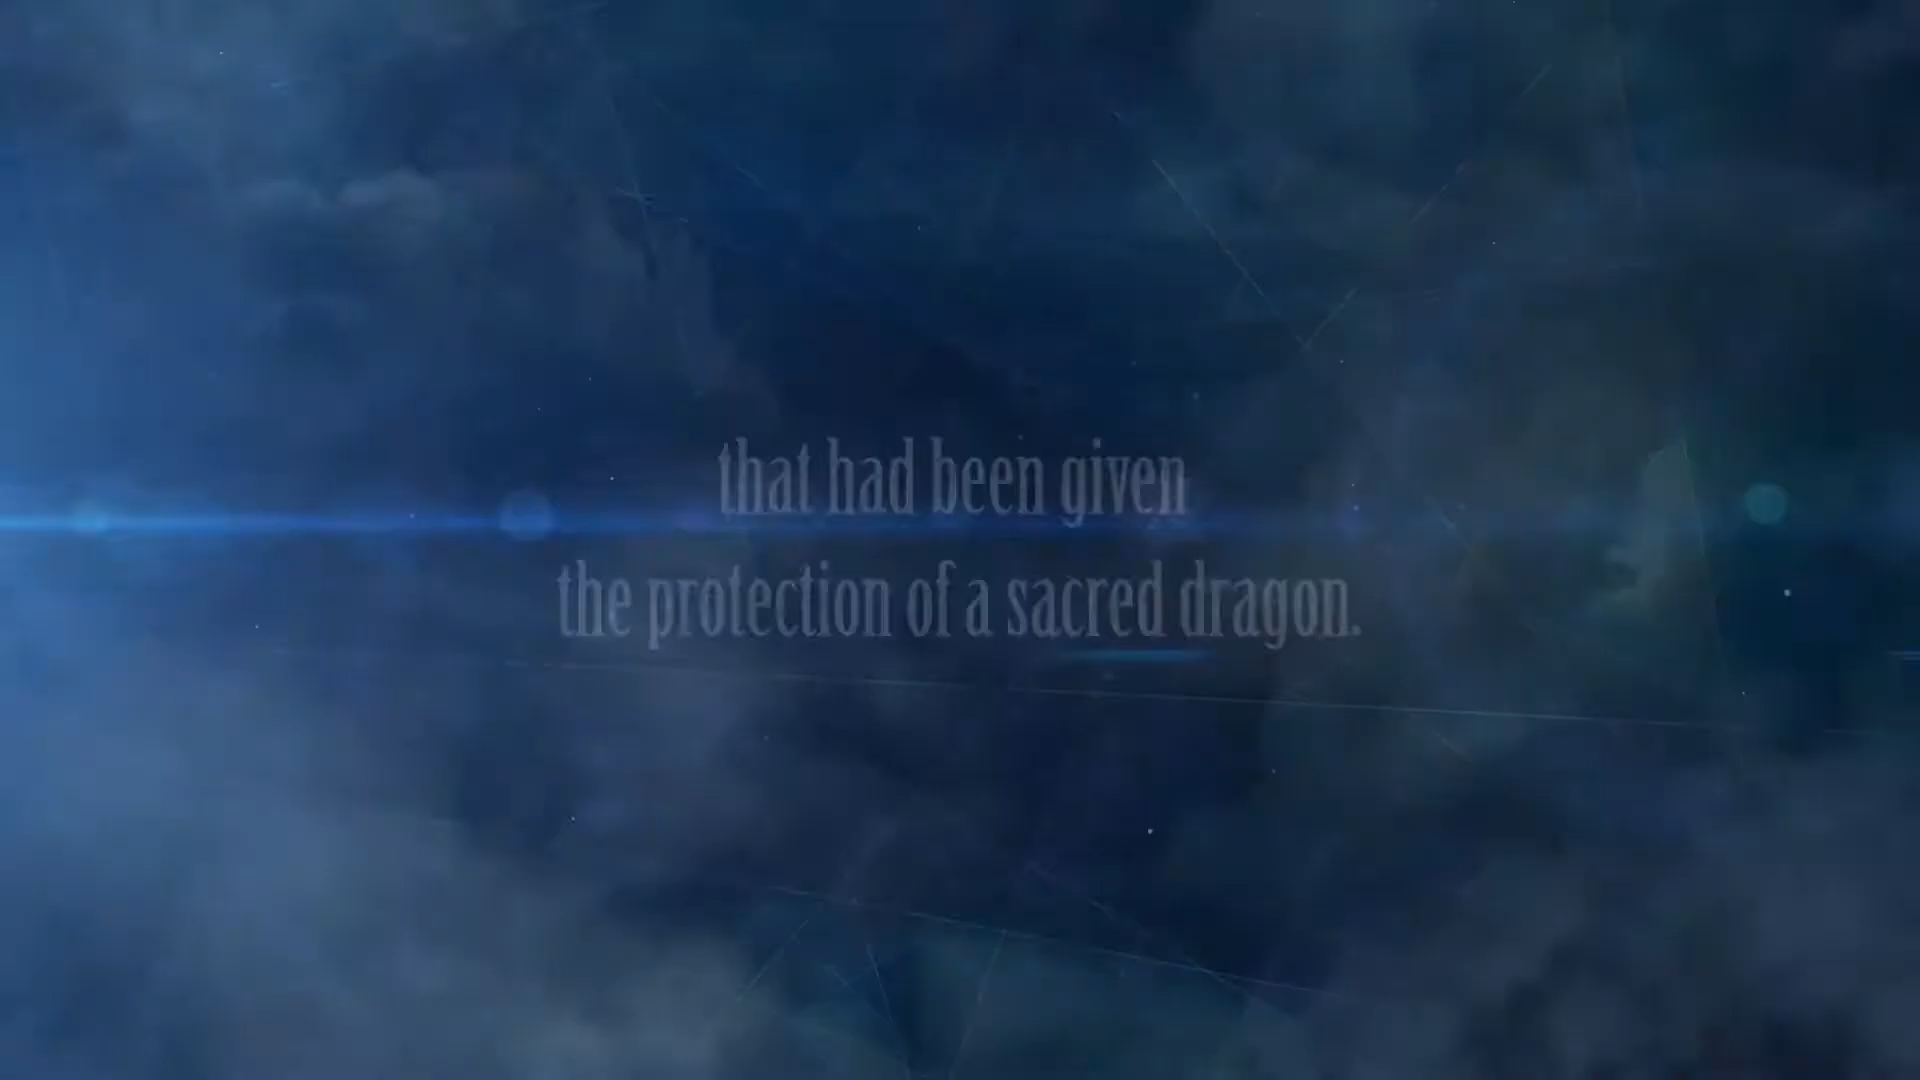 that had been given
the protection of a sacred dragon.